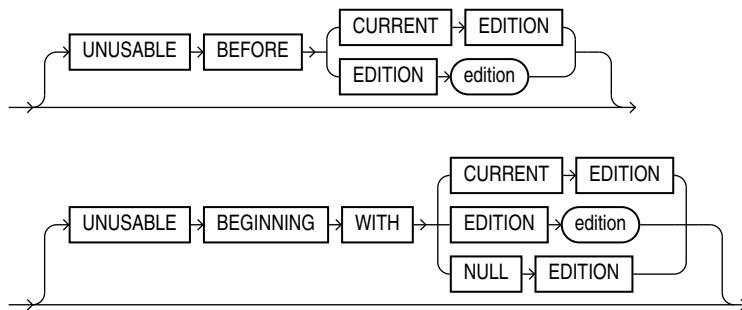 CURRENT EDITION
UNUSABLE BEFORE
EDITION edition
CURRENT EDITION
UNUSABLE BEGINNING WITH EDITION edition
NULL EDITION